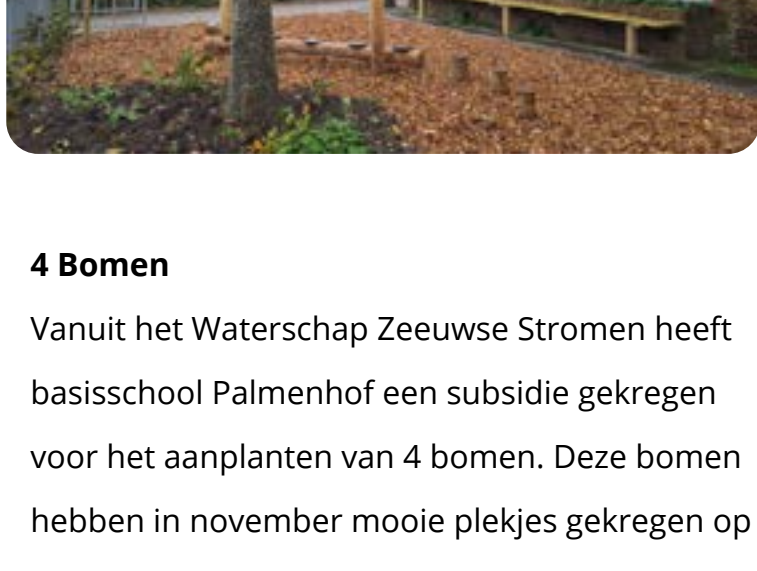 4 Bomen
Vanuit het Waterschap Zeeuwse Stromen heeft
basisschool Palmenhof een subsidie gekregen
voor het aanplanten van 4 bomen. Deze bomen
hebben in november mooie plekjes gekregen op